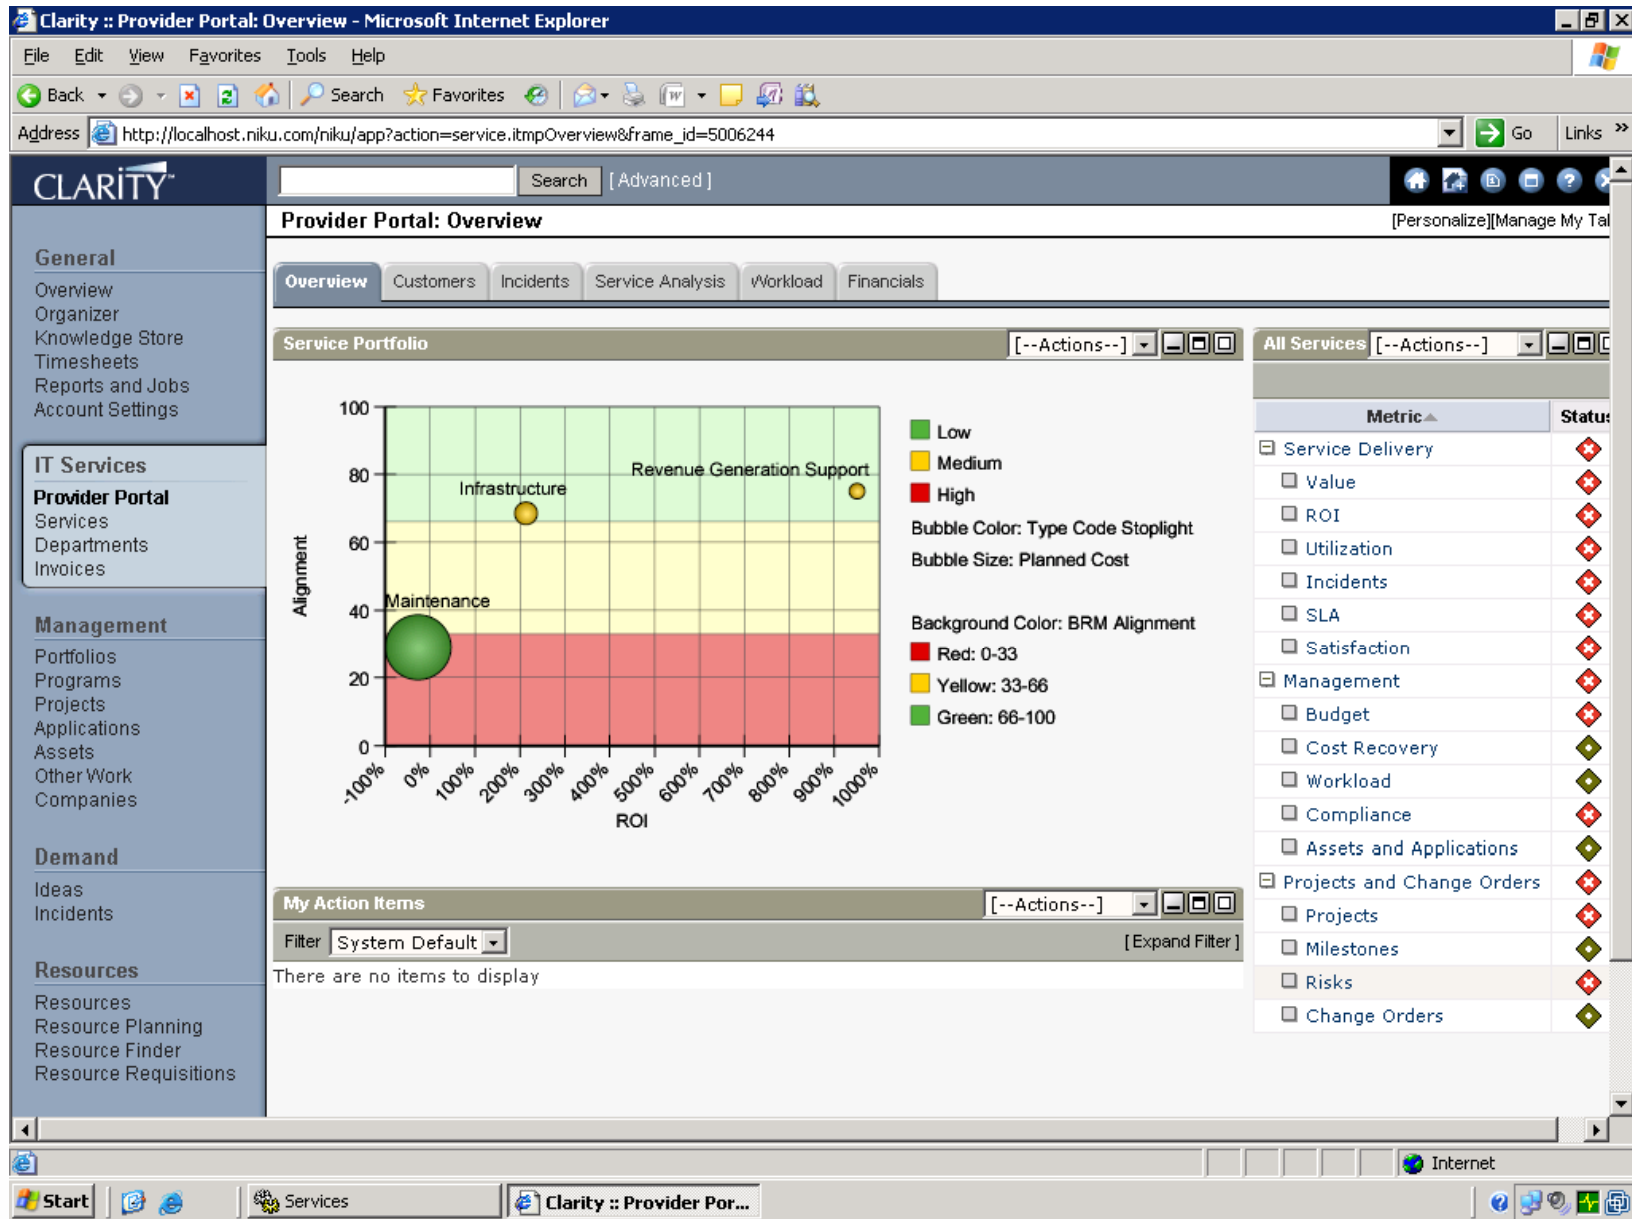 Clarity :: Provider Portal: Overview - Microsoft Internet Explorer
File Edit View Favorites Tools Help
Back Search Favorites
Address http://localhost.niku.com/niku/app?action=service.itmpOverview&frame_id=5006244 Go Links »
CLARITY
Search [ Advanced ]
Provider Portal: Overview
[Personalize][Manage My Ta
General
Overview
Organizer
Knowledge Store
Timesheets
Reports and Jobs
Account Settings
IT Services
Provider Portal
Services
Departments
Invoices
Management
Portfolios
Programs
Projects
Applications
Assets
Other Work
Companies
Demand
Ideas
Incidents
Resources
Resources
Resource Planning
Resource Finder
Resource Requisitions
Overview Customers Incidents Service Analysis Workload Financials
Service Portfolio [--Actions--]
100
80
60
40
20
0
Alignment
Revenue Generation Support
Infrastructure
Maintenance
-100% 0% 100% 200% 300% 400% 500% 600% 700% 800% 900% 1000%
ROI
Low
Medium
High
Bubble Color: Type Code Stoplight
Bubble Size: Planned Cost
Background Color: BRM Alignment
Red: 0-33
Yellow: 33-66
Green: 66-100
My Action Items [--Actions--]
Filter System Default [ Expand Filter ]
There are no items to display
All Services [--Actions--]
Metric Status
Service Delivery
Value
ROI
Utilization
Incidents
SLA
Satisfaction
Management
Budget
Cost Recovery
Workload
Compliance
Assets and Applications
Projects and Change Orders
Projects
Milestones
Risks
Change Orders
Internet
Start Services Clarity :: Provider Por...